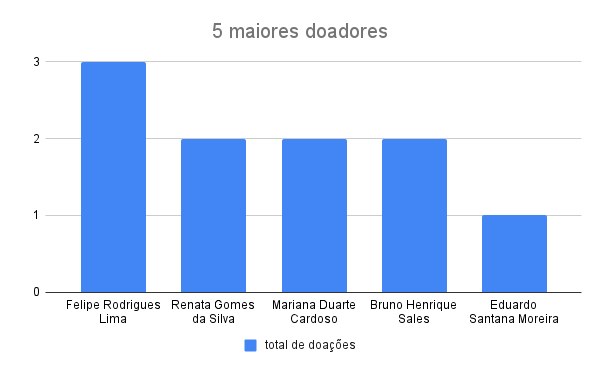 5 maiores doadores
3
2
1
0
Felipe Rodrigues
Lima
Renata Gomes
da Silva
Mariana Duarte
Cardoso
Bruno Henrique
Sales
Eduardo
Santana Moreira
total de doações